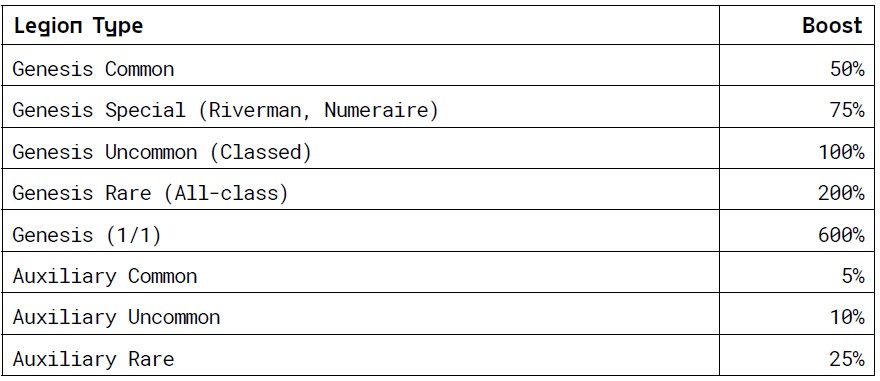 Legion Type Boost
Genesis Common 50%
Genesis Special (Riverman, Numeraire) 75%
Genesis Uncommon (Classed) 100%
Genesis Rare (All-class) 200%
Genesis (1/1) 600%
Auxiliary Common 5%
Auxiliary Uncommon 10%
Auxiliary Rare 25%